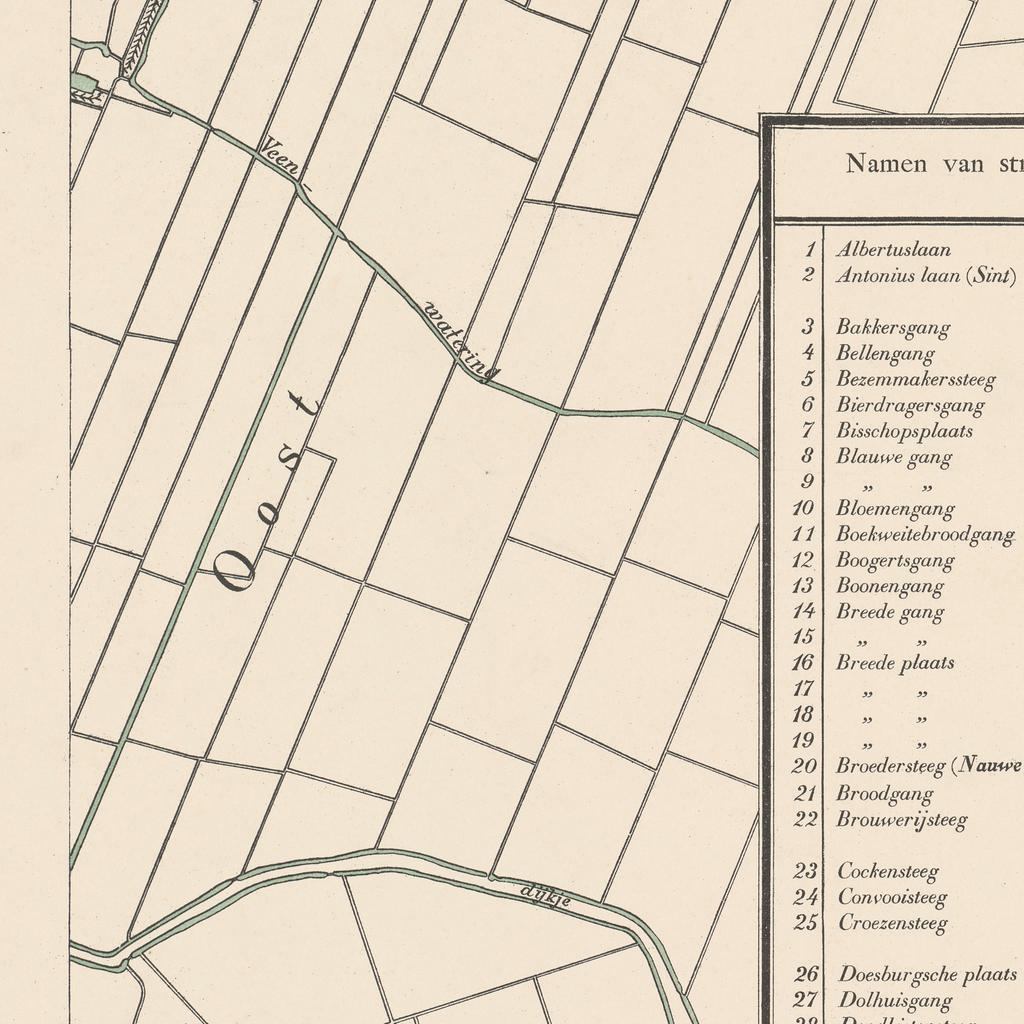 Veen-
watering
Oost
dijkje
Namen van
1 Albertuslaan
2 Antonius laan (Sint)
3 Bakkersgang
4 Bellengang
5 Bezemmakerssteeg
6 Bierdragersgang
7 Bisschopsplaats
8 Blauwe gang
9 „ „
10 Bloemengang
11 Boekweitebroodgang
12 Boogertsgang
13 Boonengang
14 Breede gang
15 „ „
16 Breede plaats
17 „ „
18 „ „
19 „ „
20 Broedersteeg (Nauwe
21 Broodgang
22 Brouwerijsteeg
23 Cockensteeg
24 Convooisteeg
25 Croezensteeg
26 Doesburgsche plaats
27 Dolhuisgang